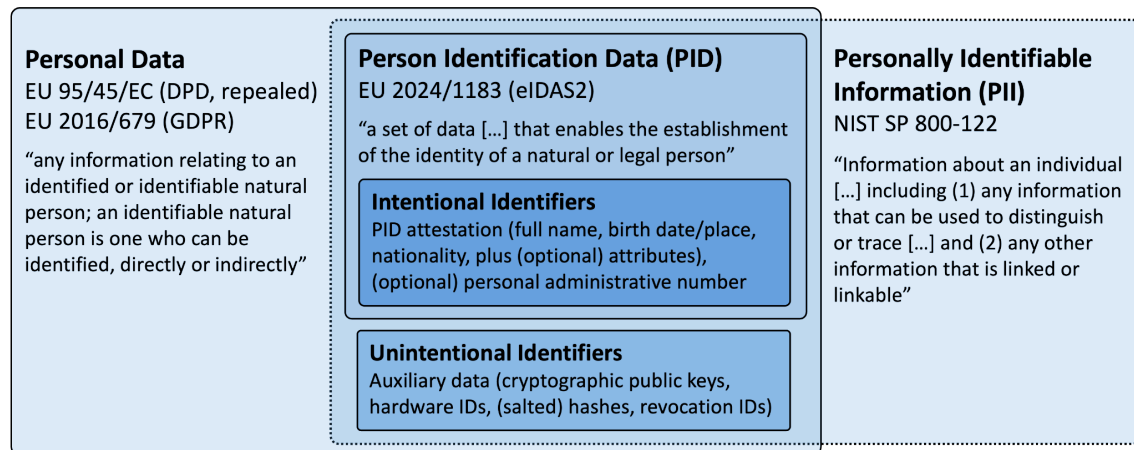 Personal Data
EU 95/45/EC (DPD, repealed)
EU 2016/679 (GDPR)
“any information relating to an
identified or identifiable natural
person; an identifiable natural
person is one who can be
identified, directly or indirectly”
Person Identification Data (PID)
EU 2024/1183 (eIDAS2)
“a set of data [...] that enables the establishment
of the identity of a natural or legal person”
Intentional Identifiers
PID attestation (full name, birth date/place,
nationality, plus (optional) attributes),
(optional) personal administrative number
Unintentional Identifiers
Auxiliary data (cryptographic public keys,
hardware IDs, (salted) hashes, revocation IDs)
Personally Identifiable
Information (PII)
NIST SP 800-122
“Information about an individual
[...] including (1) any information
that can be used to distinguish
or trace [...] and (2) any other
information that is linked or
linkable”